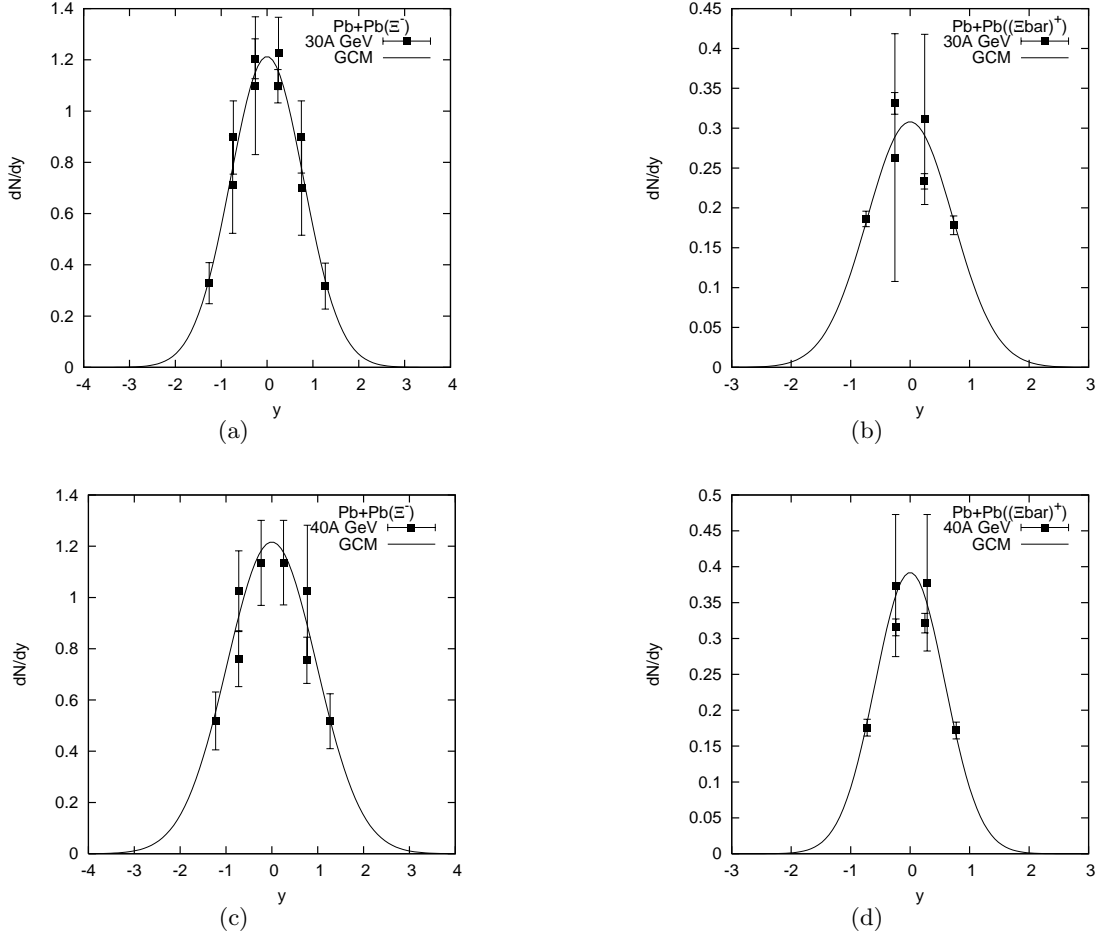 1.4
1.2
1
0.8
0.6
0.4
0.2
0
dN/dy
Pb+Pb(Ξ⁻)
30A GeV
GCM
-4 -3 -2 -1 0 1 2 3 4
y
(a)
0.45
0.4
0.35
0.3
0.25
0.2
0.15
0.1
0.05
0
dN/dy
Pb+Pb((Ξbar)⁺)
30A GeV
GCM
-3 -2 -1 0 1 2 3
y
(b)
1.4
1.2
1
0.8
0.6
0.4
0.2
0
dN/dy
Pb+Pb(Ξ⁻)
40A GeV
GCM
-4 -3 -2 -1 0 1 2 3 4
y
(c)
0.5
0.45
0.4
0.35
0.3
0.25
0.2
0.15
0.1
0.05
0
dN/dy
Pb+Pb((Ξbar)⁺)
40A GeV
GCM
-3 -2 -1 0 1 2 3
y
(d)